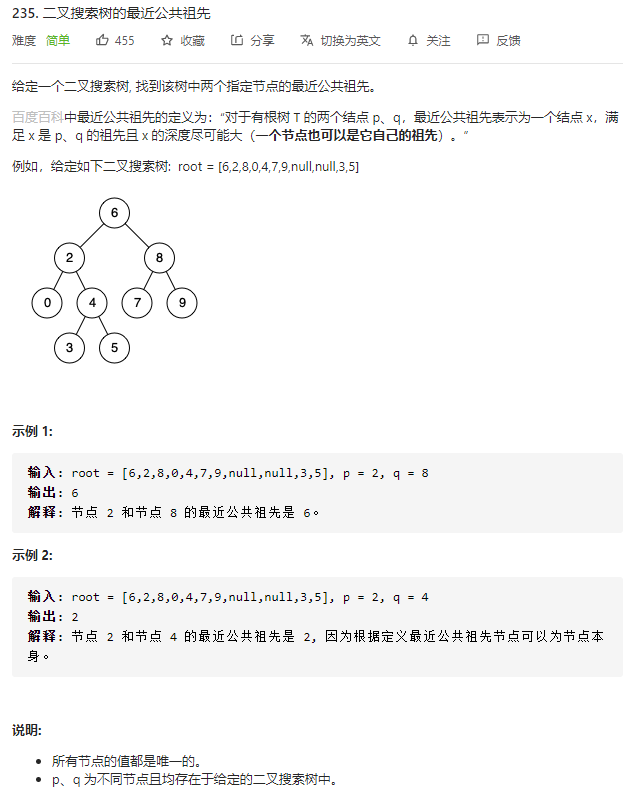 235. 二叉搜索树的最近公共祖先
难度 简单 455 收藏 分享 切换为英文 关注 反馈
给定一个二叉搜索树, 找到该树中两个指定节点的最近公共祖先。
百度百科中最近公共祖先的定义为：“对于有根树 T 的两个结点 p、q，最近公共祖先表示为一个结点 x，满
足 x 是 p、q 的祖先且 x 的深度尽可能大（一个节点也可以是它自己的祖先）。”
例如，给定如下二叉搜索树: root = [6,2,8,0,4,7,9,null,null,3,5]
6
2 8
0 4 7 9
3 5
示例 1:
输入: root = [6,2,8,0,4,7,9,null,null,3,5], p = 2, q = 8
输出: 6
解释: 节点 2 和节点 8 的最近公共祖先是 6。
示例 2:
输入: root = [6,2,8,0,4,7,9,null,null,3,5], p = 2, q = 4
输出: 2
解释: 节点 2 和节点 4 的最近公共祖先是 2, 因为根据定义最近公共祖先节点可以为节点本
身。
说明:
• 所有节点的值都是唯一的。
• p、q 为不同节点且均存在于给定的二叉搜索树中。